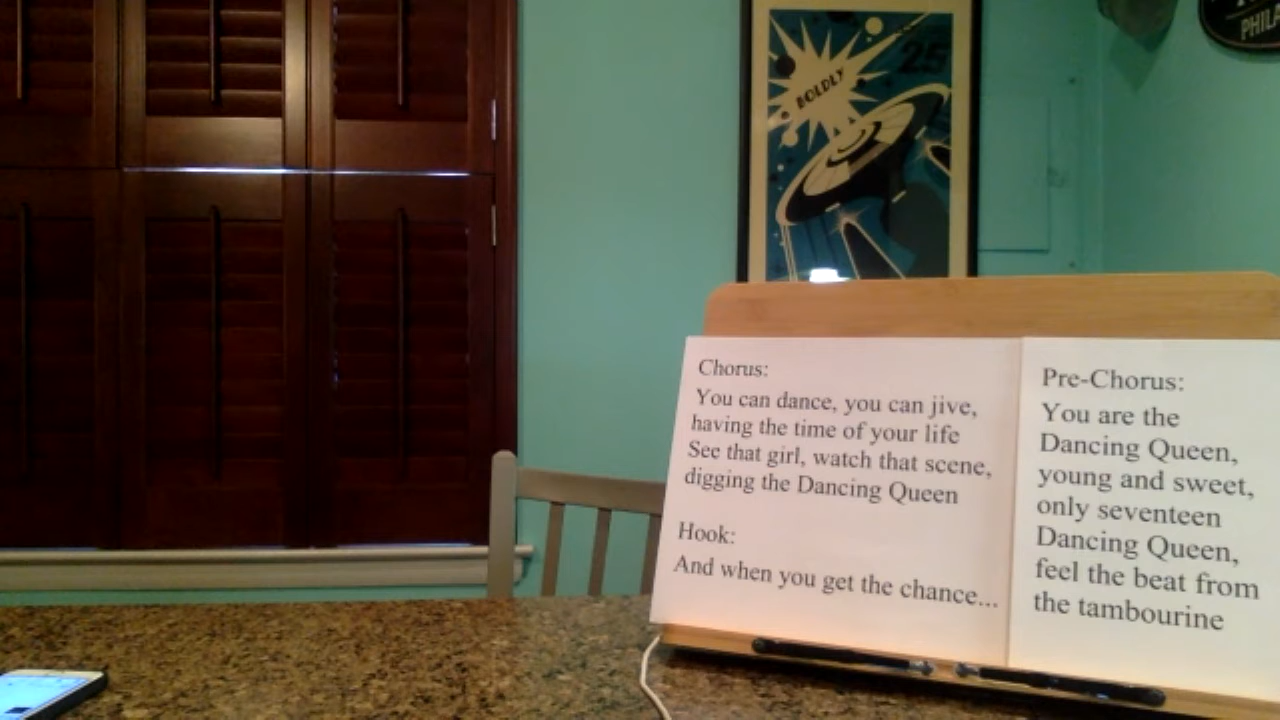 BOLDLY
25
PHILA
Chorus:
You can dance, you can jive,
having the time of your life
See that girl, watch that scene,
digging the Dancing Queen
Hook:
And when you get the chance...
Pre-Chorus:
You are the
Dancing Queen,
young and sweet,
only seventeen
Dancing Queen,
feel the beat from
the tambourine